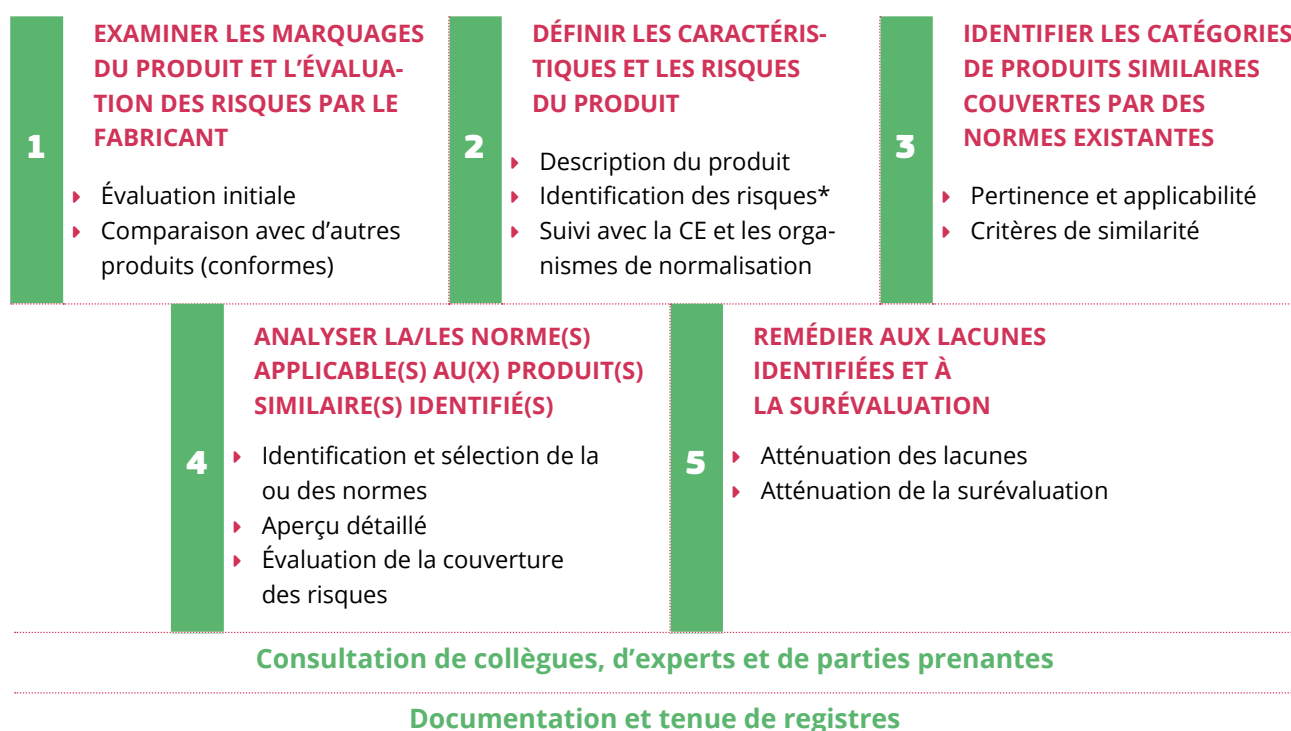 1
EXAMINER LES MARQUAGES
DU PRODUIT ET L'ÉVALUA-
TION DES RISQUES PAR LE
FABRICANT
Évaluation initiale
Comparaison avec d'autres
produits (conformes)
2
DÉFINIR LES CARACTÉRIS-
TIQUES ET LES RISQUES
DU PRODUIT
Description du produit
Identification des risques*
Suivi avec la CE et les orga-
nismes de normalisation
3
IDENTIFIER LES CATÉGORIES
DE PRODUITS SIMILAIRES
COUVERTES PAR DES
NORMES EXISTANTES
Pertinence et applicabilité
Critères de similarité
4
ANALYSER LA/LES NORME(S)
APPLICABLE(S) AU(X) PRODUIT(S)
SIMILAIRE(S) IDENTIFIÉ(S)
Identification et sélection de la
ou des normes
Aperçu détaillé
Évaluation de la couverture
des risques
5
REMÉDIER AUX LACUNES
IDENTIFIÉES ET À
LA SURÉVALUATION
Atténuation des lacunes
Atténuation de la surévaluation
Consultation de collègues, d'experts et de parties prenantes
Documentation et tenue de registres